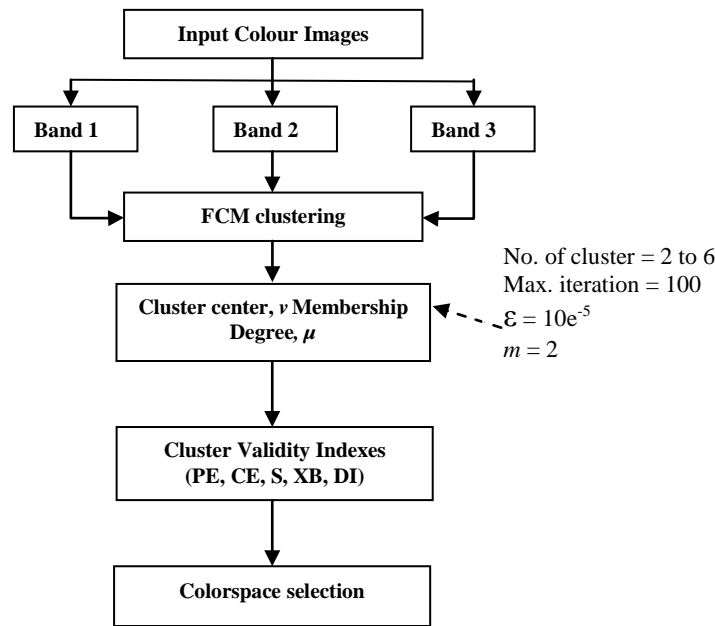 Input Colour Images
Band 1
Band 2
Band 3
FCM clustering
No. of cluster = 2 to 6
Max. iteration = 100
ε = 10e⁻⁵
m = 2
Cluster center, v Membership
Degree, μ
Cluster Validity Indexes
(PE, CE, S, XB, DI)
Colorspace selection